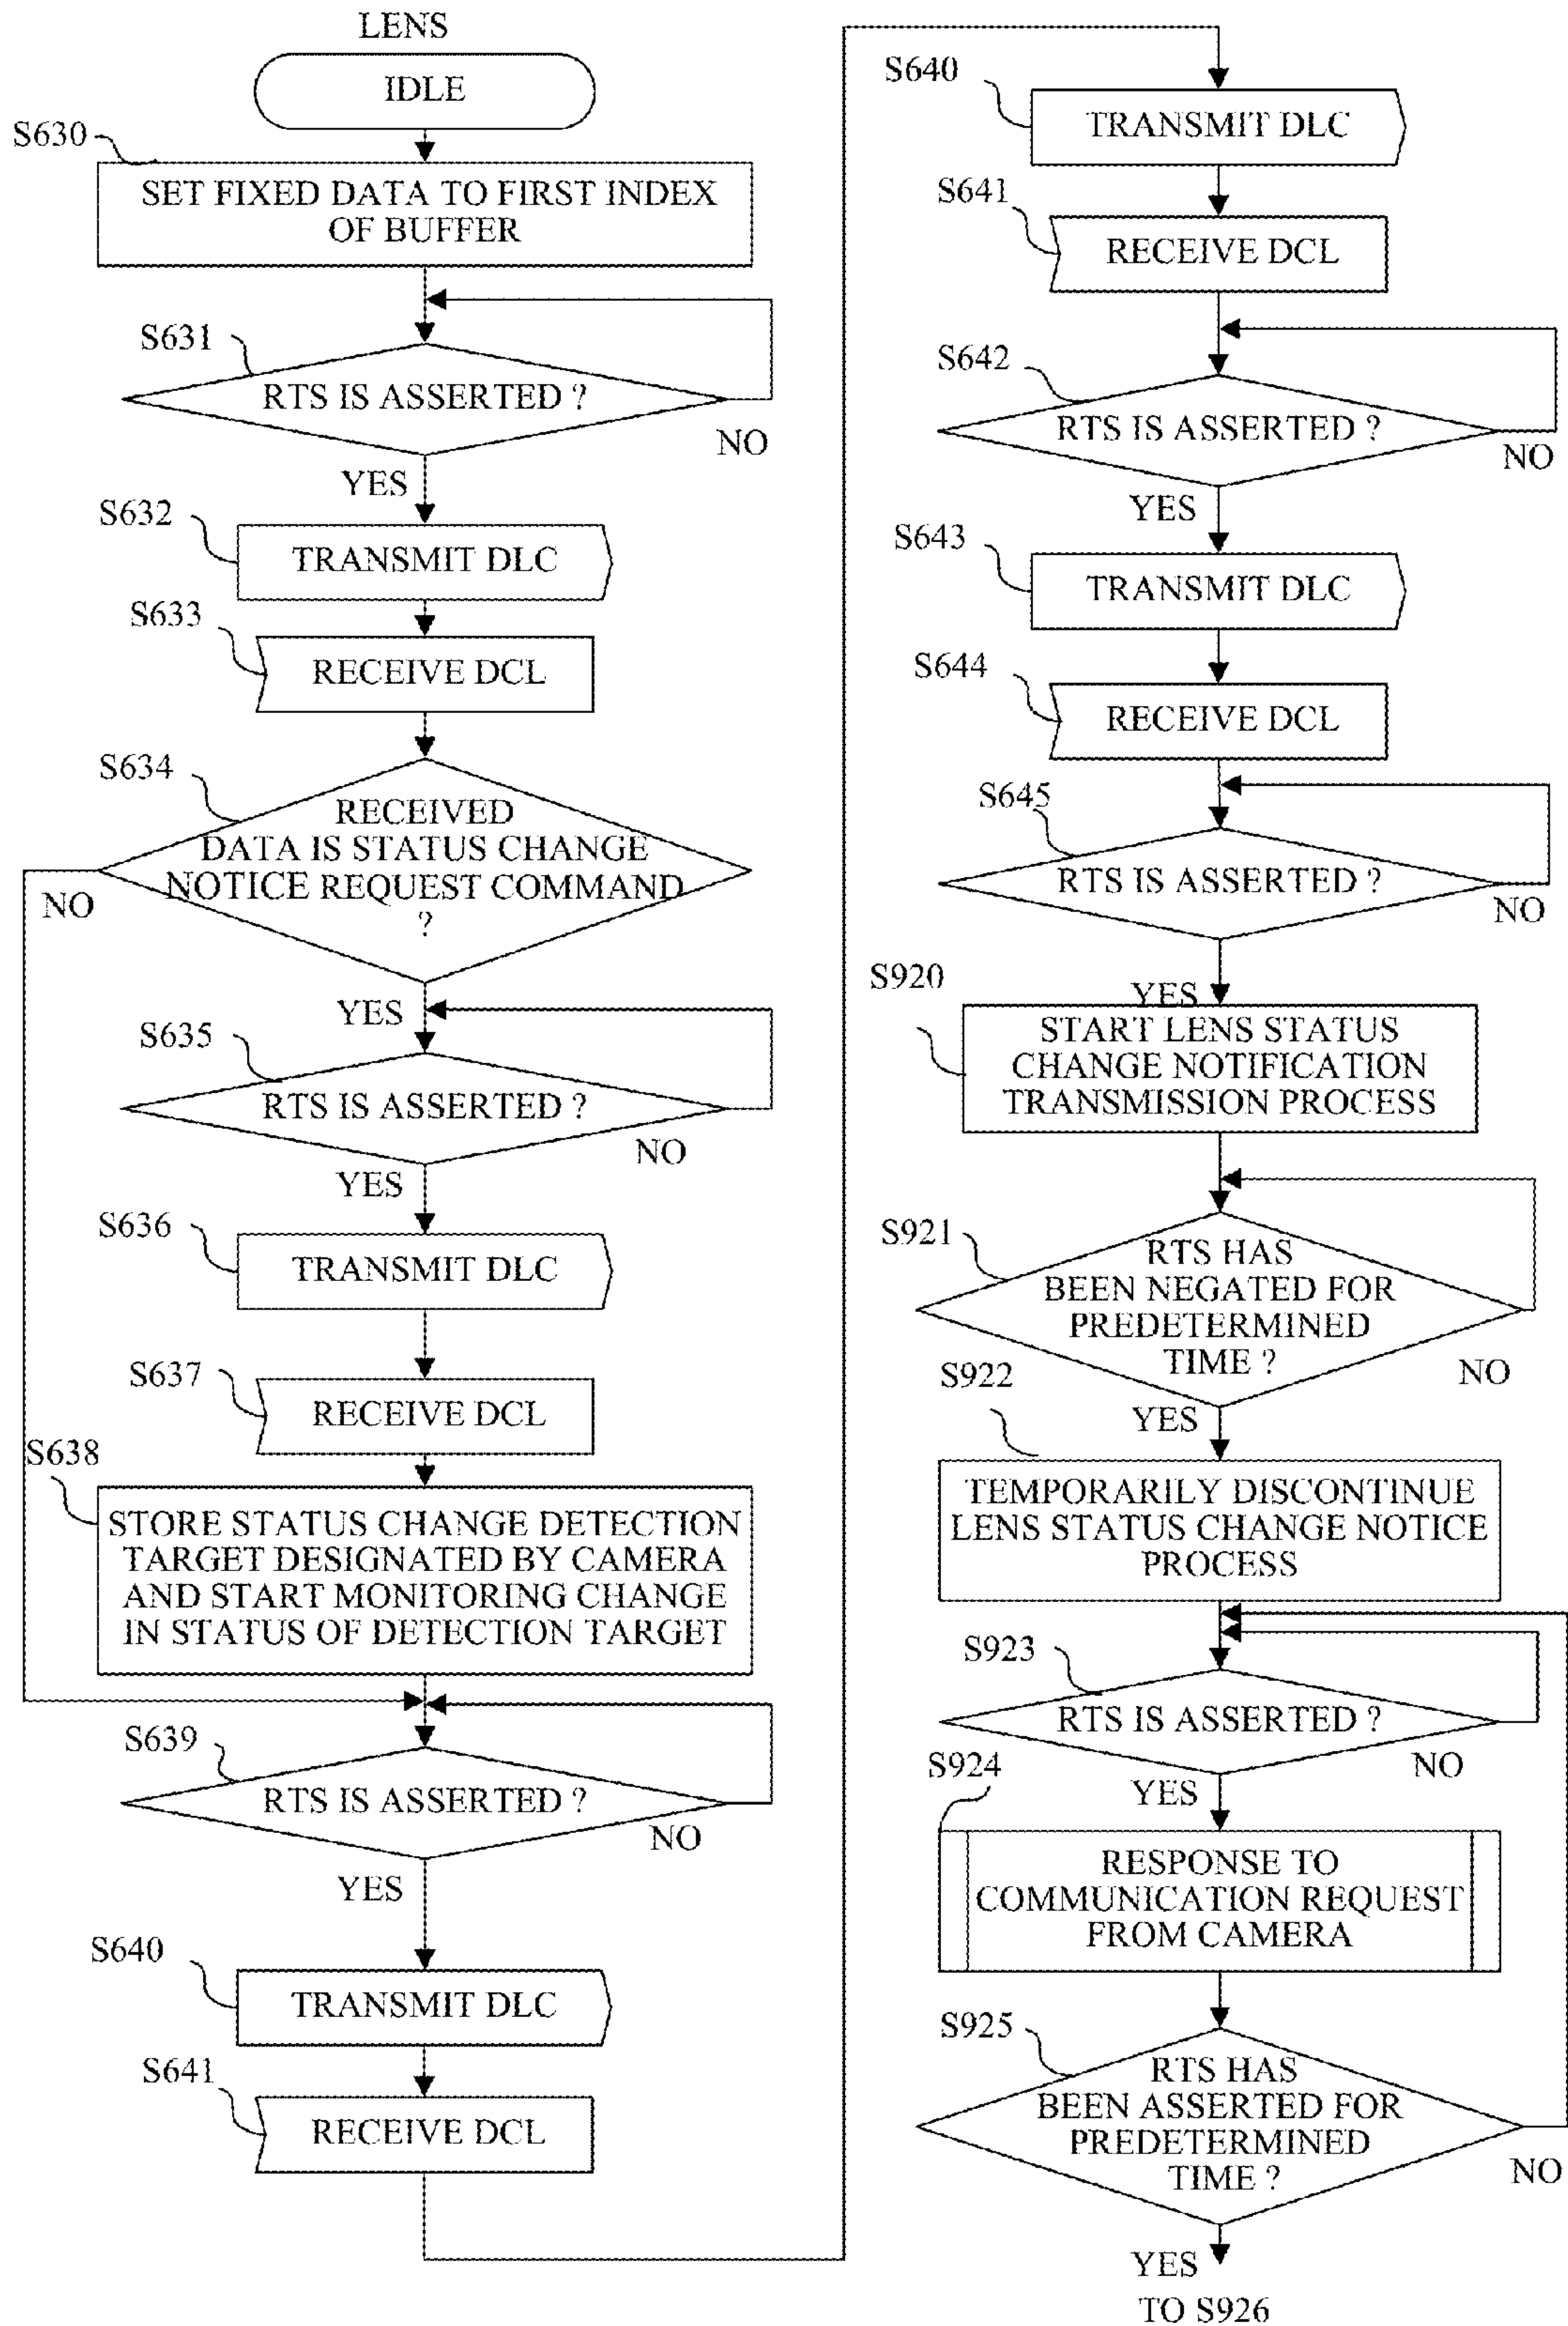 LENS
IDLE
S630
SET FIXED DATA TO FIRST INDEX
OF BUFFER
S631
RTS IS ASSERTED ?
NO
YES
S632
TRANSMIT DLC
S633
RECEIVE DCL
S634
RECEIVED
DATA IS STATUS CHANGE
NOTICE REQUEST COMMAND
?
NO
YES
S635
RTS IS ASSERTED ?
NO
YES
S636
TRANSMIT DLC
S637
RECEIVE DCL
S638
STORE STATUS CHANGE DETECTION
TARGET DESIGNATED BY CAMERA
AND START MONITORING CHANGE
IN STATUS OF DETECTION TARGET
S639
RTS IS ASSERTED ?
NO
YES
S640
TRANSMIT DLC
S641
RECEIVE DCL
S640
TRANSMIT DLC
S641
RECEIVE DCL
S642
RTS IS ASSERTED ?
NO
YES
S643
TRANSMIT DLC
S644
RECEIVE DCL
S645
RTS IS ASSERTED ?
NO
YES
S920
START LENS STATUS
CHANGE NOTIFICATION
TRANSMISSION PROCESS
S921
RTS HAS
BEEN NEGATED FOR
PREDETERMINED
TIME ?
NO
YES
S922
TEMPORARILY DISCONTINUE
LENS STATUS CHANGE NOTICE
PROCESS
S923
RTS IS ASSERTED ?
NO
YES
S924
RESPONSE TO
COMMUNICATION REQUEST
FROM CAMERA
S925
RTS HAS
BEEN ASSERTED FOR
PREDETERMINED
TIME ?
NO
YES
TO S926